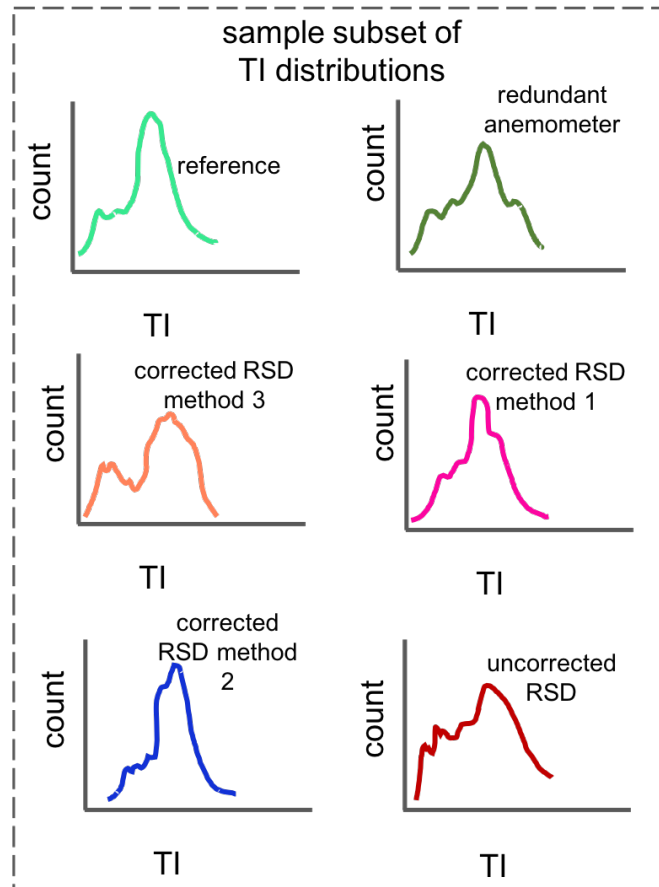 sample subset of
TI distributions
count
reference
TI
count
redundant
anemometer
TI
count
corrected RSD
method 3
TI
count
corrected RSD
method 1
TI
count
corrected
RSD method
2
TI
count
uncorrected
RSD
TI